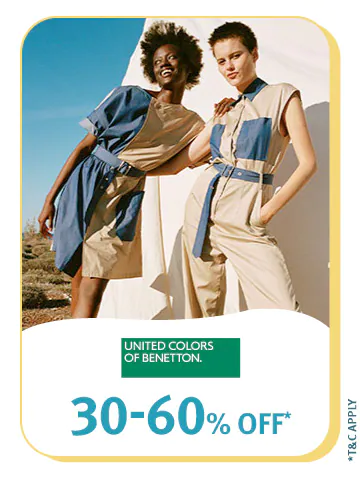 UNITED COLORS
OF BENETTON.
30-60% OFF*
*T&C APPLY